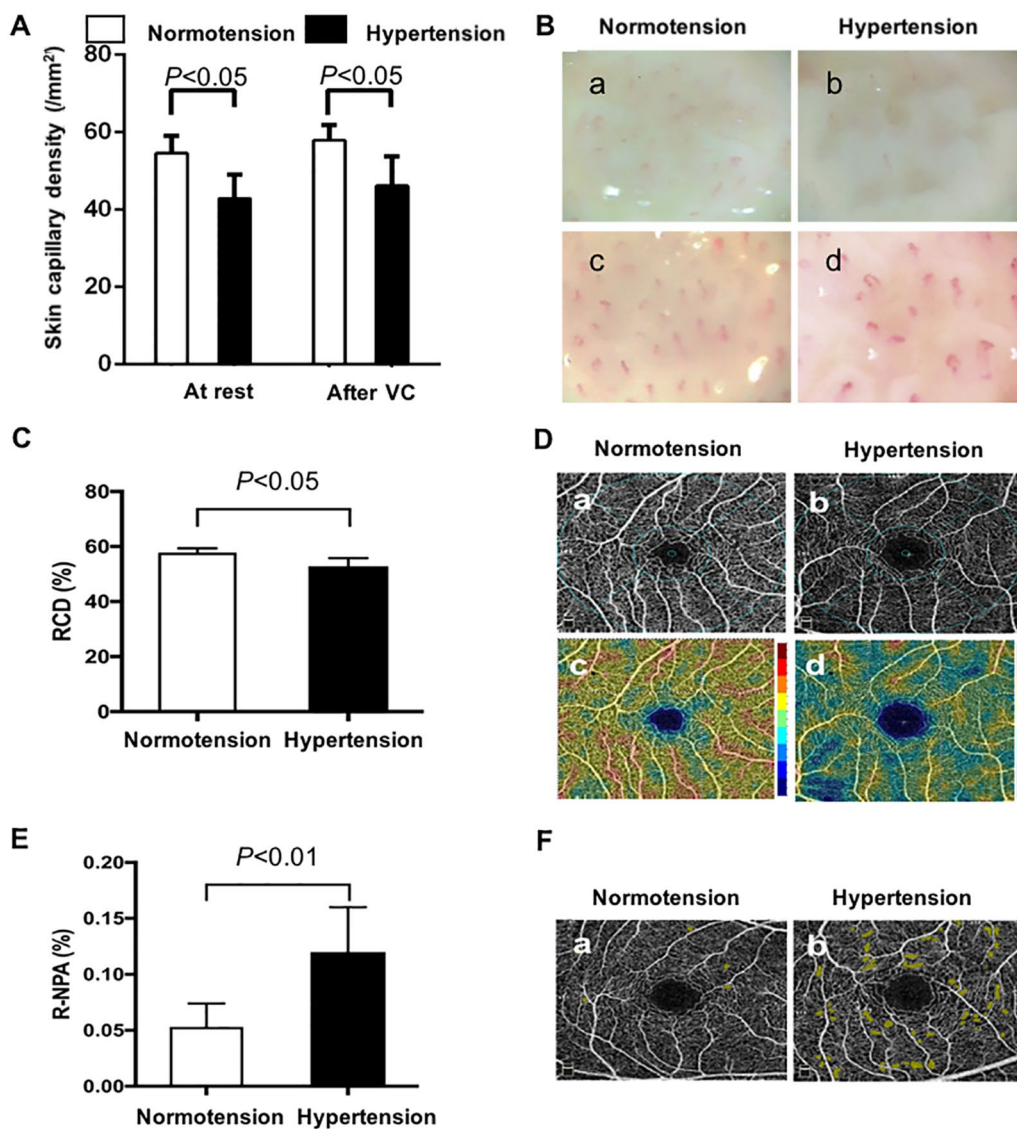 A
Normotension
Hypertension
Skin capillary density (/mm²)
80
60
40
20
0
P<0.05
P<0.05
At rest
After VC
B
Normotension
Hypertension
a
b
c
d
C
RCD (%)
80
60
40
20
0
P<0.05
Normotension
Hypertension
D
Normotension
Hypertension
a
b
c
d
E
R-NPA (%)
0.20
0.15
0.10
0.05
0.00
P<0.01
Normotension
Hypertension
F
Normotension
Hypertension
a
b